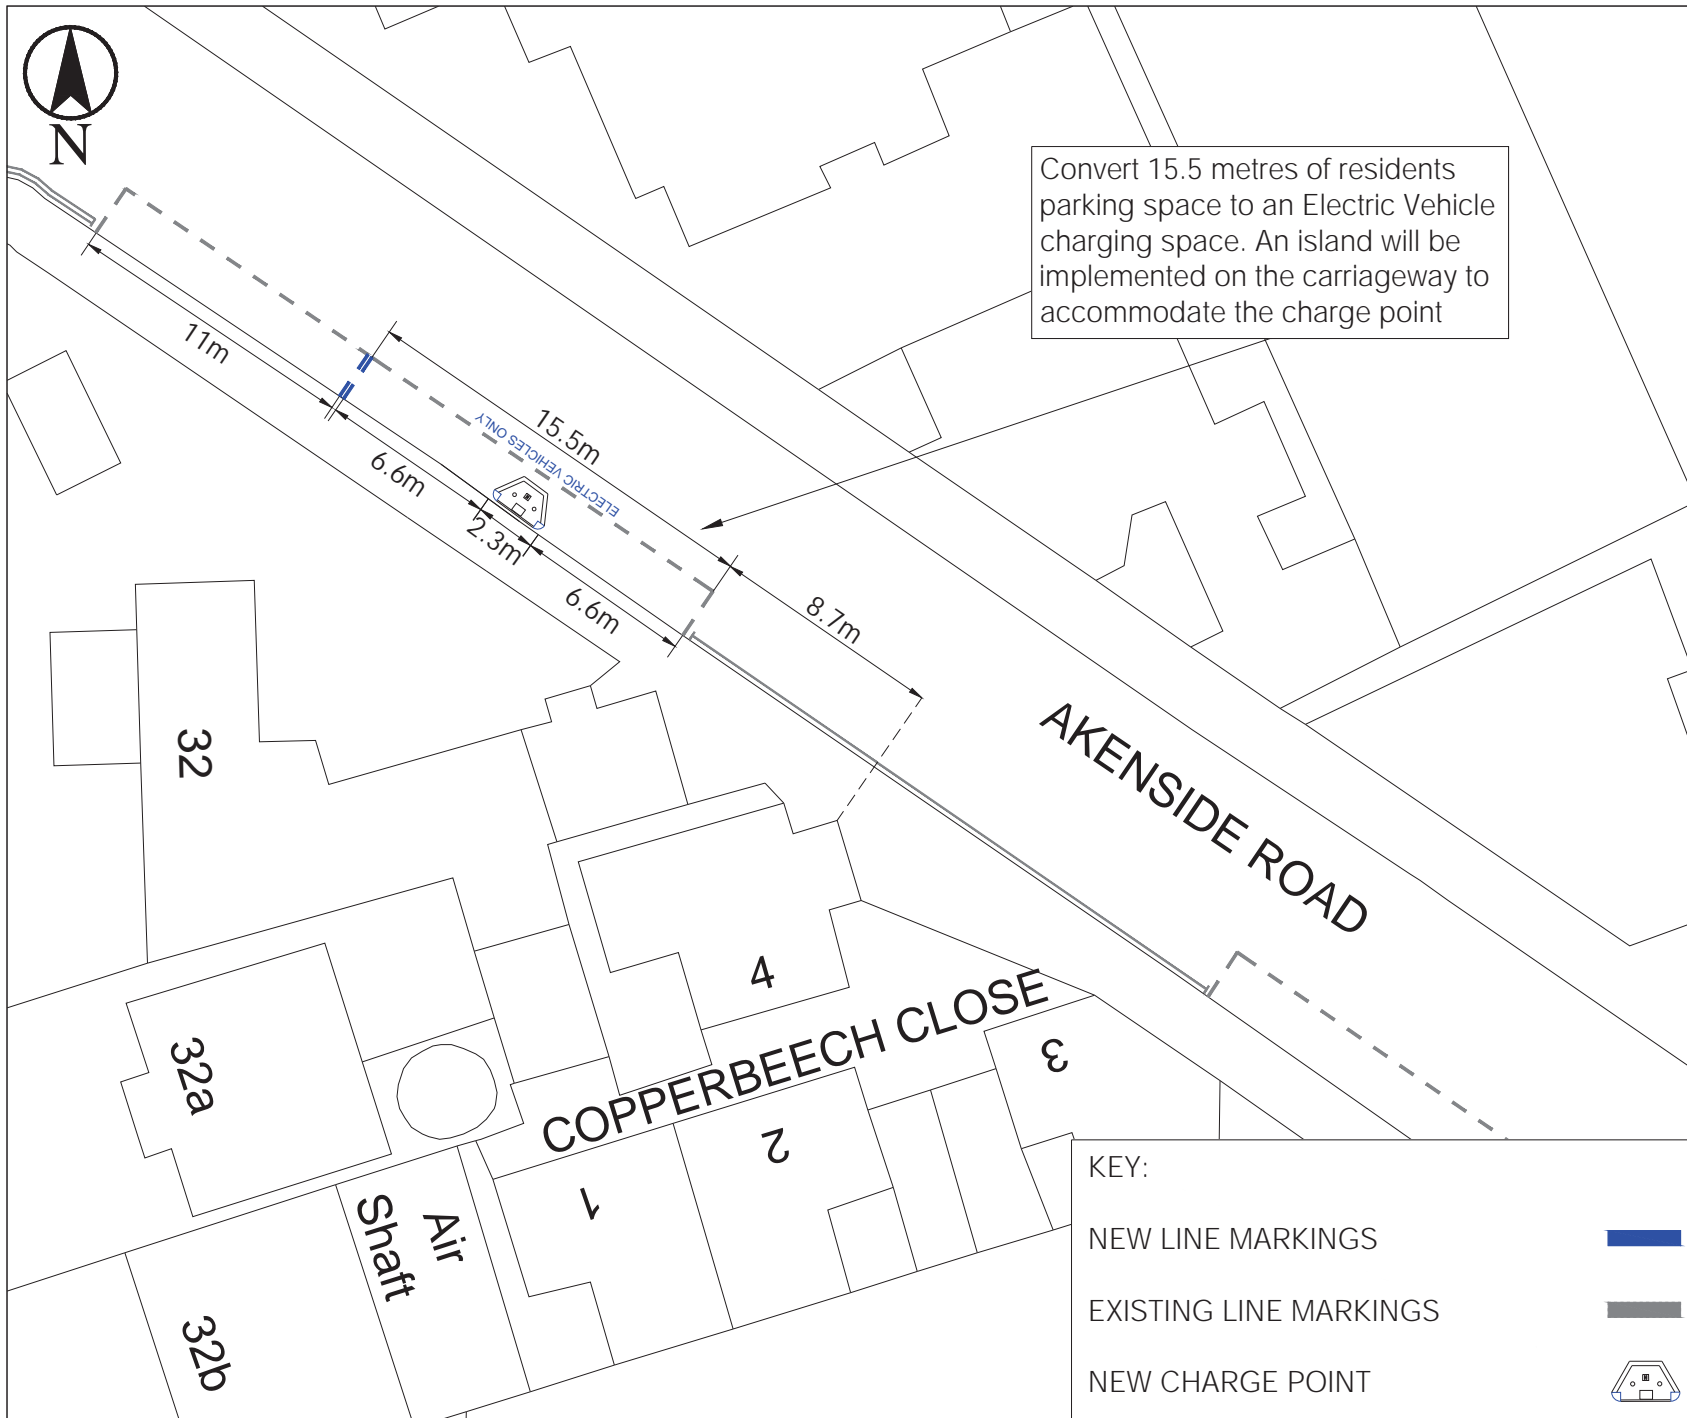 N
Convert 15.5 metres of residents
parking space to an Electric Vehicle
charging space. An island will be
implemented on the carriageway to
accommodate the charge point
11m
15.5m
ELECTRIC VEHICLES ONLY
6.6m
2.3m
6.6m
8.7m
AKENSIDE ROAD
32
4
COPPERBEECH CLOSE
3
32a
2
1
Air
Shaft
32b
KEY:
NEW LINE MARKINGS
EXISTING LINE MARKINGS
NEW CHARGE POINT